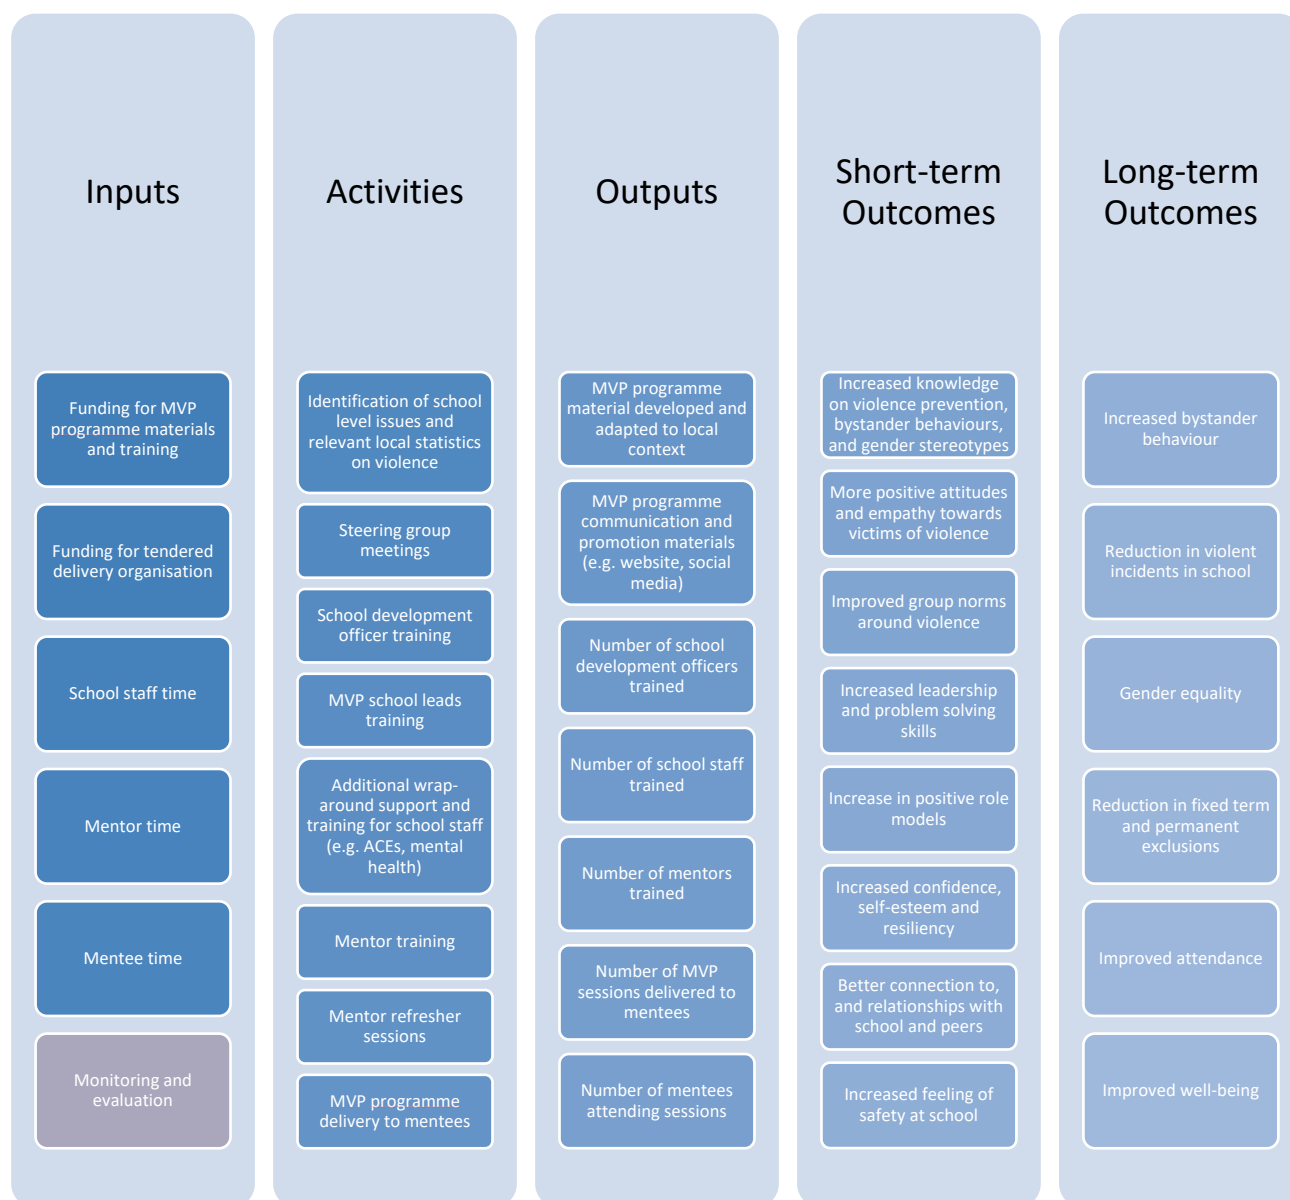 Inputs
Funding for MVP
programme materials
and training
Funding for tendered
delivery organisation
School staff time
Mentor time
Mentee time
Monitoring and
evaluation
Activities
Identification of school
level issues and
relevant local statistics
on violence
Steering group
meetings
School development
officer training
MVP school leads
training
Additional wrap-
around support and
training for school staff
(e.g. ACEs, mental
health)
Mentor training
Mentor refresher
sessions
MVP programme
delivery to mentees
Outputs
MVP programme
material developed and
adapted to local
context
MVP programme
communication and
promotion materials
(e.g. website, social
media)
Number of school
development officers
trained
Number of school staff
trained
Number of mentors
trained
Number of MVP
sessions delivered to
mentees
Number of mentees
attending sessions
Short-term
Outcomes
Increased knowledge
on violence prevention,
bystander behaviours,
and gender stereotypes
More positive attitudes
and empathy towards
victims of violence
Improved group norms
around violence
Increased leadership
and problem solving
skills
Increase in positive role
models
Increased confidence,
self-esteem and
resiliency
Better connection to,
and relationships with
school and peers
Increased feeling of
safety at school
Long-term
Outcomes
Increased bystander
behaviour
Reduction in violent
incidents in school
Gender equality
Reduction in fixed term
and permanent
exclusions
Improved attendance
Improved well-being